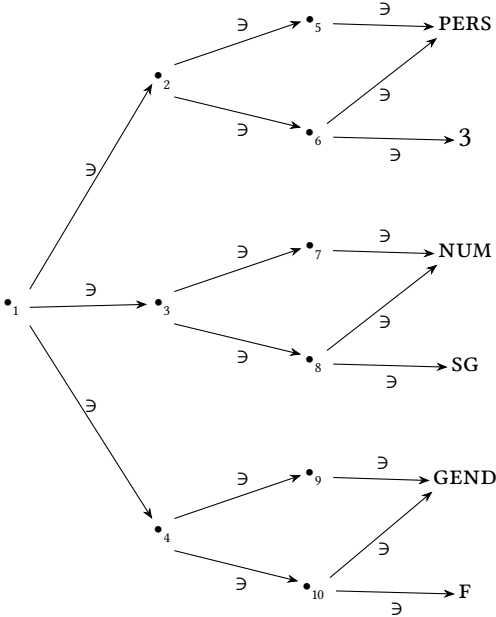 ∋ •5 ∋ PERS
•2 ∋
∋ •6 ∋ 3
∋
∋ •7 ∋ NUM
•1 ∋ •3 ∋
∋ •8 ∋ SG
∋
∋ •9 ∋ GEND
•4 ∋
∋ •10 ∋ F